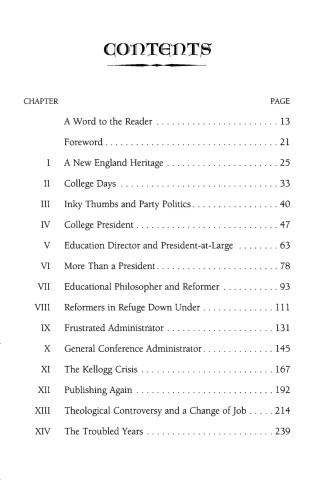 CONTENTS
CHAPTER PAGE
A Word to the Reader . . . . . . . . . . . . . . . . . . . . . . . . 13
Foreword . . . . . . . . . . . . . . . . . . . . . . . . . . . . . . . . . . 21
I A New England Heritage . . . . . . . . . . . . . . . . . . . . . . 25
II College Days . . . . . . . . . . . . . . . . . . . . . . . . . . . . . . . 33
III Inky Thumbs and Party Politics . . . . . . . . . . . . . . . . . 40
IV College President . . . . . . . . . . . . . . . . . . . . . . . . . . . . 47
V Education Director and President-at-Large . . . . . . . . 63
VI More Than a President . . . . . . . . . . . . . . . . . . . . . . . . 78
VII Educational Philosopher and Reformer . . . . . . . . . . . 93
VIII Reformers in Refuge Down Under . . . . . . . . . . . . . . 111
IX Frustrated Administrator . . . . . . . . . . . . . . . . . . . . . 131
X General Conference Administrator . . . . . . . . . . . . . . 145
XI The Kellogg Crisis . . . . . . . . . . . . . . . . . . . . . . . . . . 167
XII Publishing Again . . . . . . . . . . . . . . . . . . . . . . . . . . . 192
XIII Theological Controversy and a Change of Job . . . . . 214
XIV The Troubled Years . . . . . . . . . . . . . . . . . . . . . . . . . 239